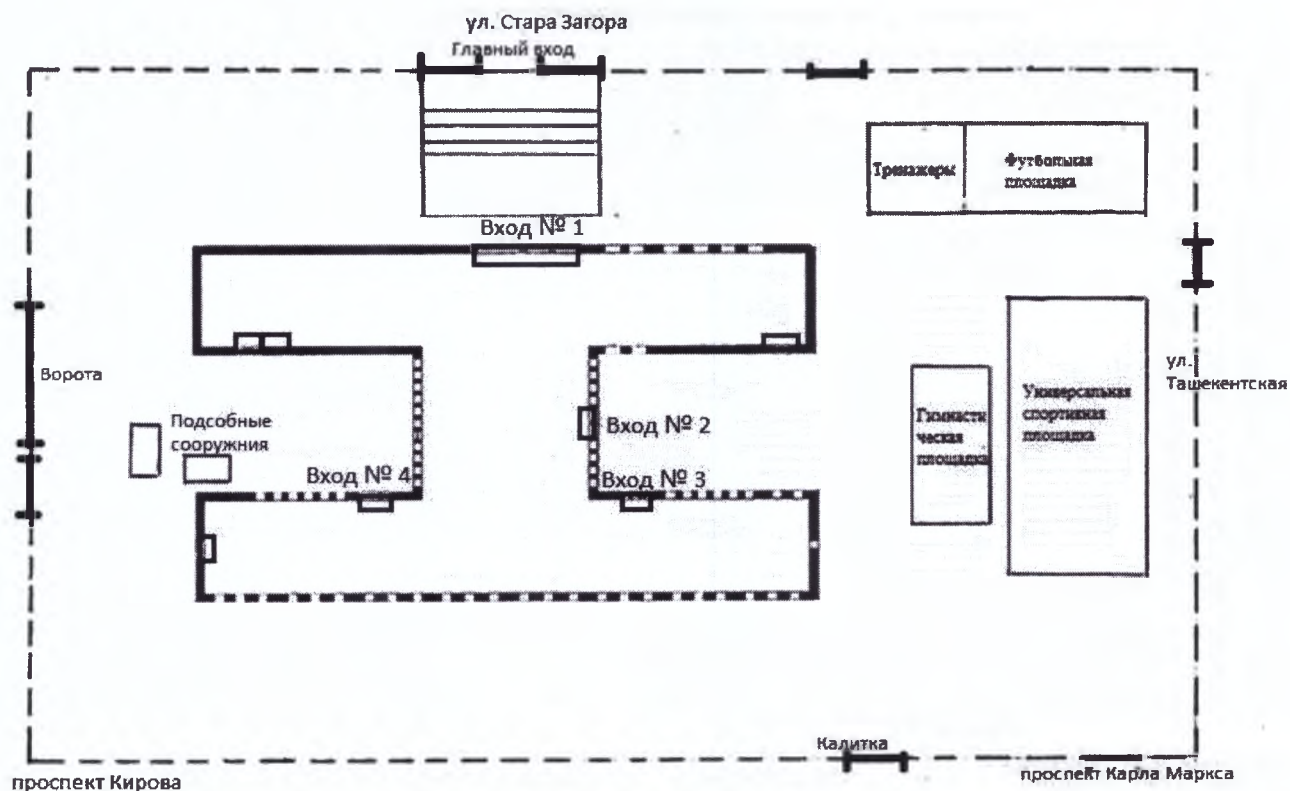 ул. Стара Загора
Главный вход
Тренажеры
Футбольная
площадка
Вход № 1
Ворота
ул.
Ташекентская
Подсобные
сооружния
Вход № 2
Гимнасти
ческая
площадка
Универсальная
спортивная
площадка
Вход № 4
Вход № 3
Калитка
проспект Кирова
проспект Карла Маркса